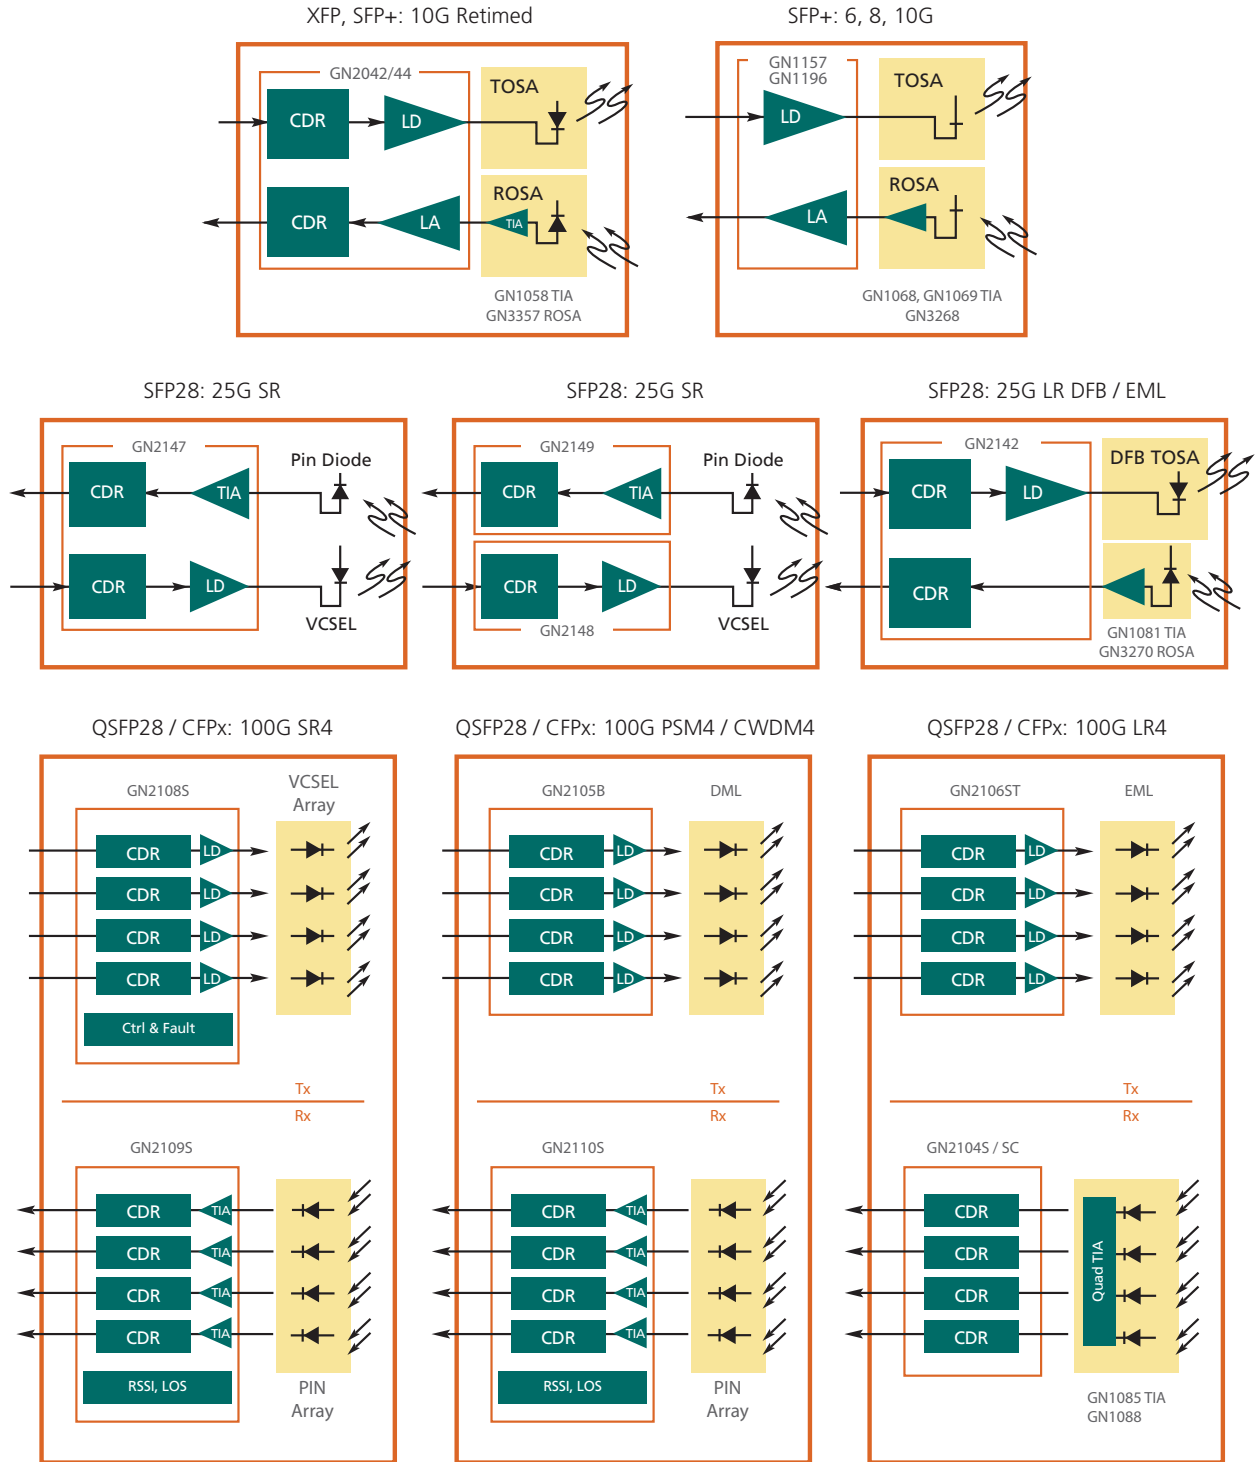 XFP, SFP+: 10G Retimed
GN2042/44
CDR
LD
TOSA
CDR
LA
ROSA
TIA
GN1058 TIA
GN3357 ROSA
SFP+: 6, 8, 10G
GN1157
GN1196
LD
TOSA
LA
ROSA
GN1068, GN1069 TIA
GN3268
SFP28: 25G SR
GN2147
CDR
TIA
Pin Diode
CDR
LD
VCSEL
SFP28: 25G SR
GN2149
CDR
TIA
Pin Diode
CDR
LD
GN2148
VCSEL
SFP28: 25G LR DFB / EML
GN2142
CDR
LD
DFB TOSA
CDR
GN1081 TIA
GN3270 ROSA
QSFP28 / CFPx: 100G SR4
GN2108S
VCSEL
Array
CDR
LD
CDR
LD
CDR
LD
CDR
LD
Ctrl & Fault
Tx
Rx
GN2109S
CDR
TIA
CDR
TIA
CDR
TIA
CDR
TIA
RSSI, LOS
PIN
Array
QSFP28 / CFPx: 100G PSM4 / CWDM4
GN2105B
DML
CDR
LD
CDR
LD
CDR
LD
CDR
LD
Tx
Rx
GN2110S
CDR
TIA
CDR
TIA
CDR
TIA
CDR
TIA
RSSI, LOS
PIN
Array
QSFP28 / CFPx: 100G LR4
GN2106ST
EML
CDR
LD
CDR
LD
CDR
LD
CDR
LD
Tx
Rx
GN2104S / SC
CDR
CDR
CDR
CDR
Quad TIA
GN1085 TIA
GN1088